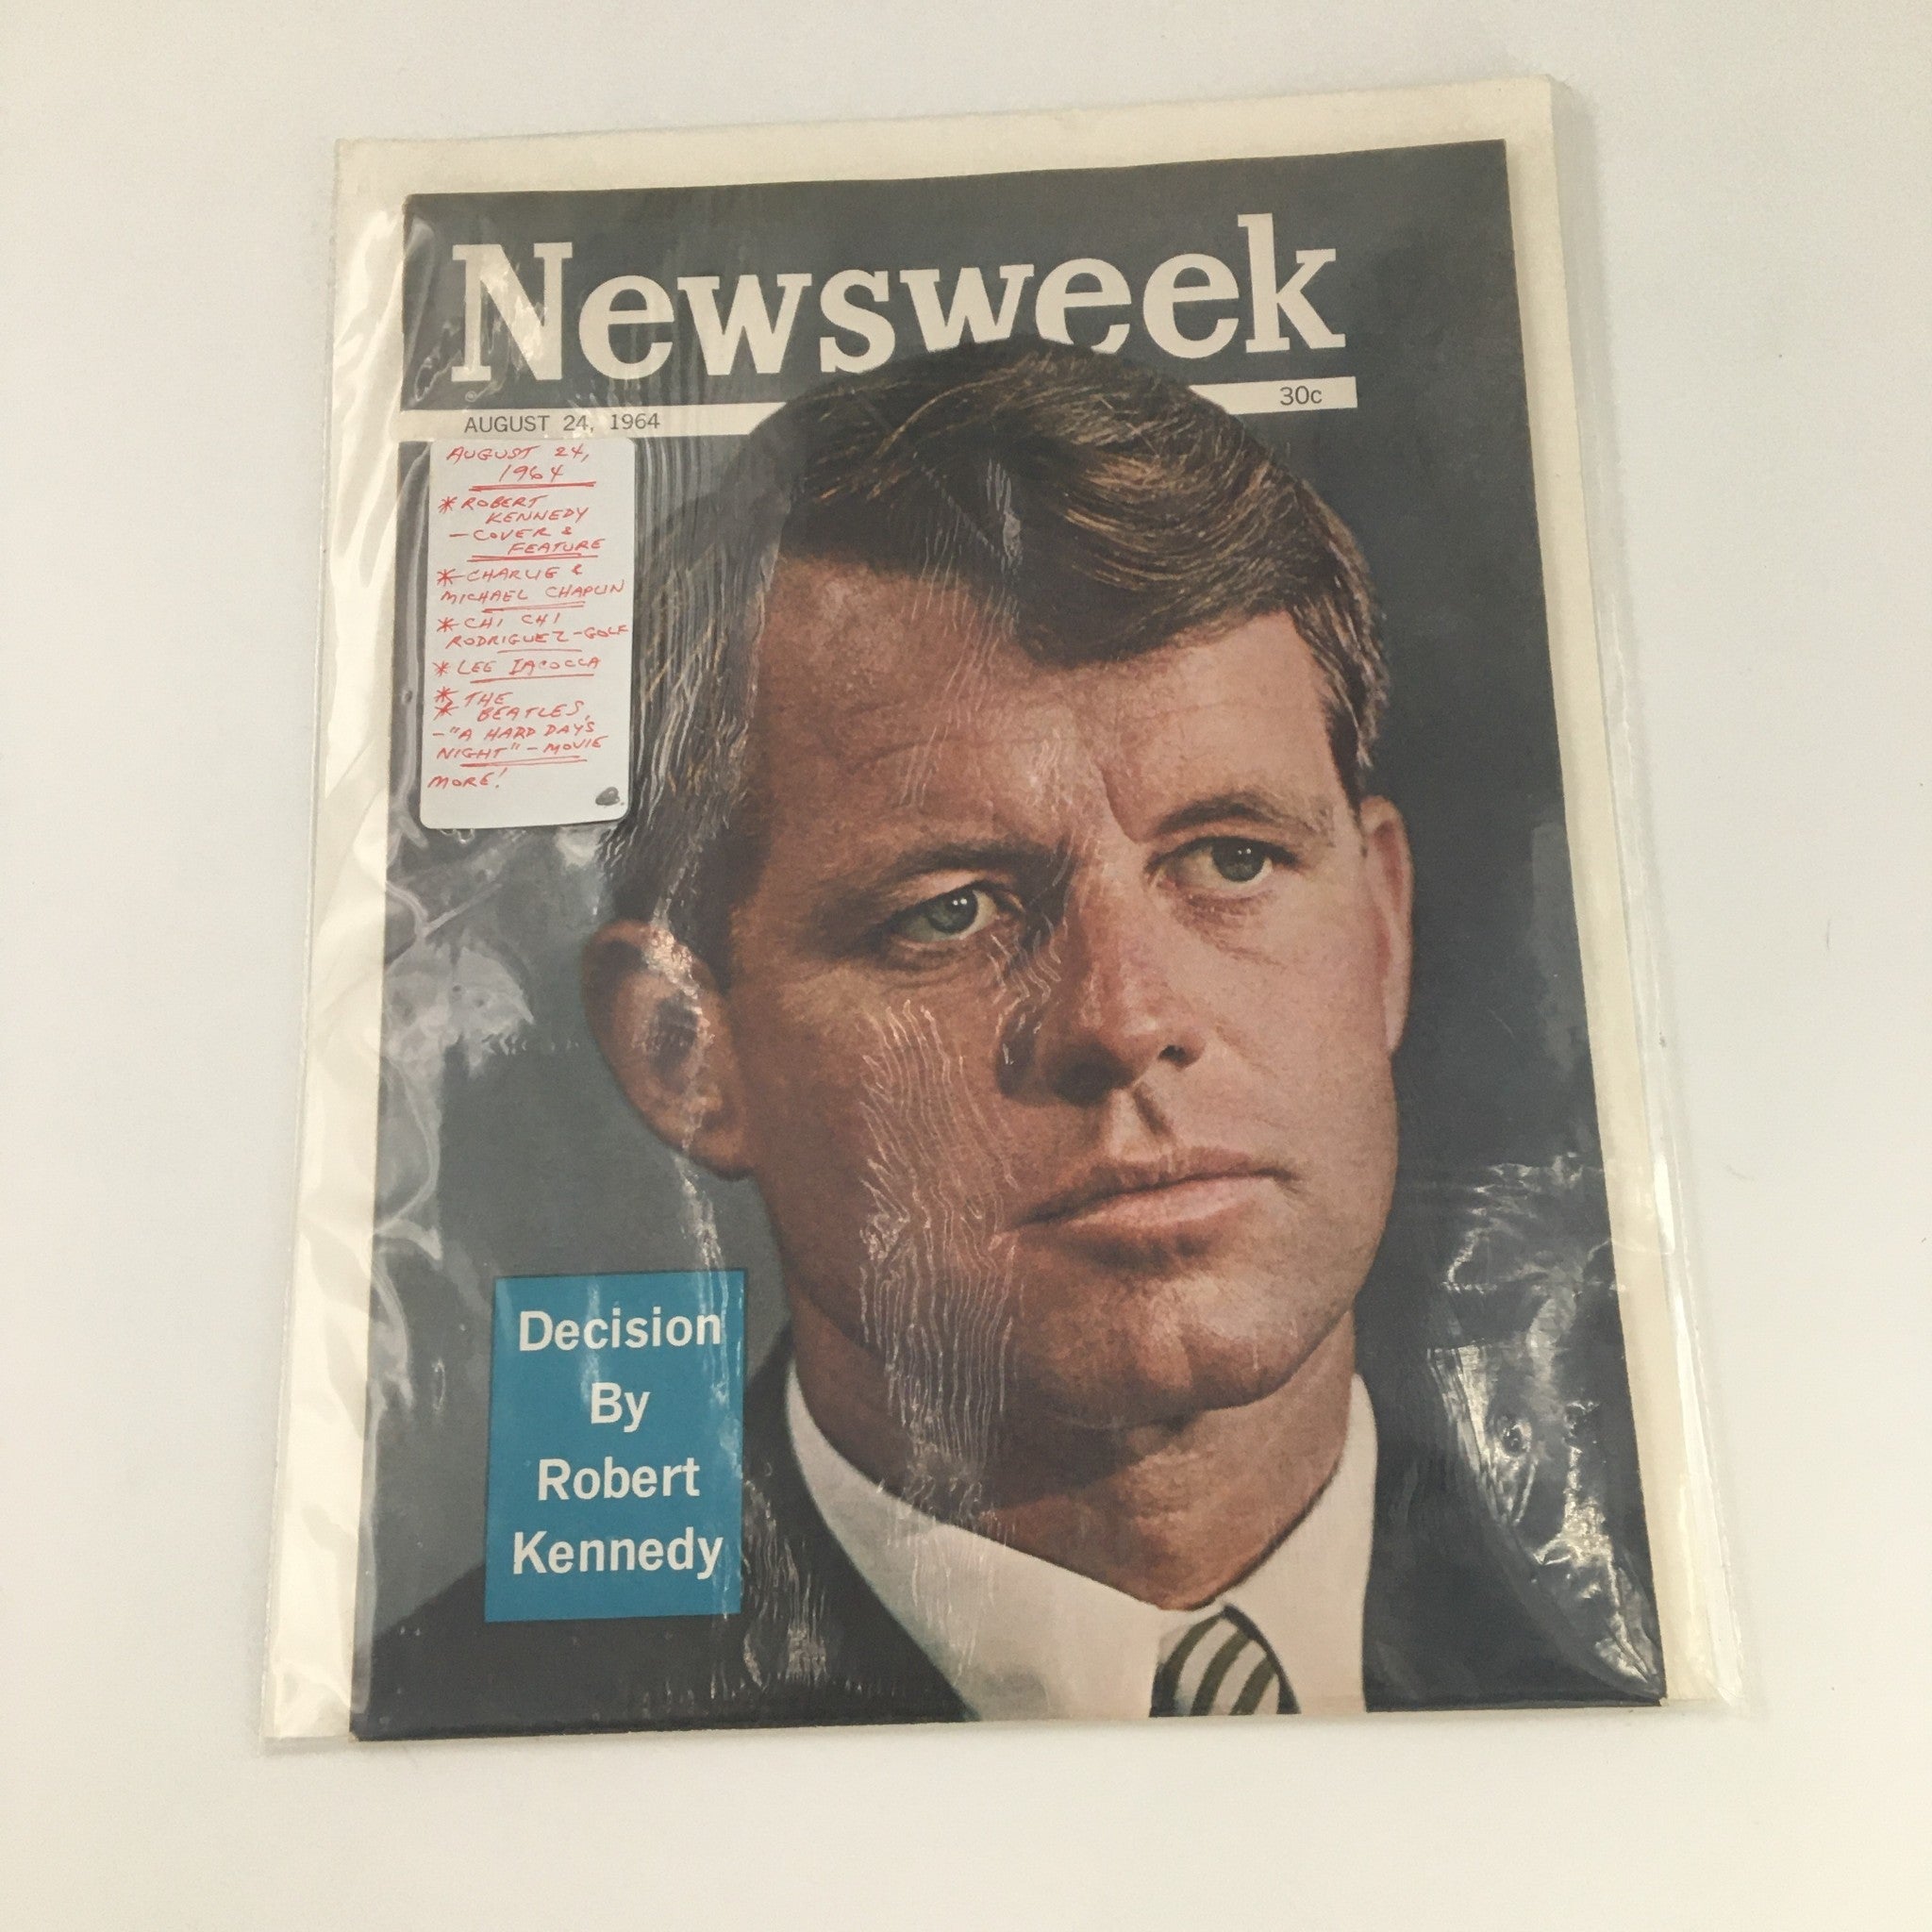 Newsweek
30c
AUGUST 24, 1964
AUGUST 24,
1964
* ROBERT
KENNEDY
- COVER &
FEATURE
* CHARLIE &
MICHAEL CHAPLIN
* CHI CHI
RODRIGUEZ-GOLF
* LEE IACOCCA
* THE
* BEATLES,
- "A HARD DAY'S
NIGHT" - MOVIE
MORE!
Decision
By
Robert
Kennedy